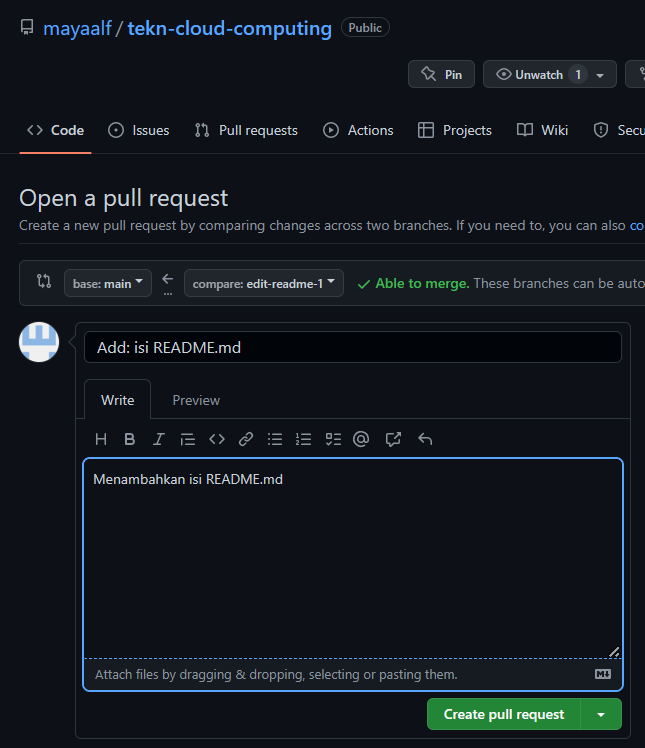 mayaalf / tekn-cloud-computing Public
Pin Unwatch 1
Code Issues Pull requests Actions Projects Wiki Secu
Open a pull request
Create a new pull request by comparing changes across two branches. If you need to, you can also co
base: main ... compare: edit-readme-1 Able to merge. These branches can be auto
Add: isi README.md
Write Preview
H B I
Menambahkan isi README.md
Attach files by dragging & dropping, selecting or pasting them.
Create pull request